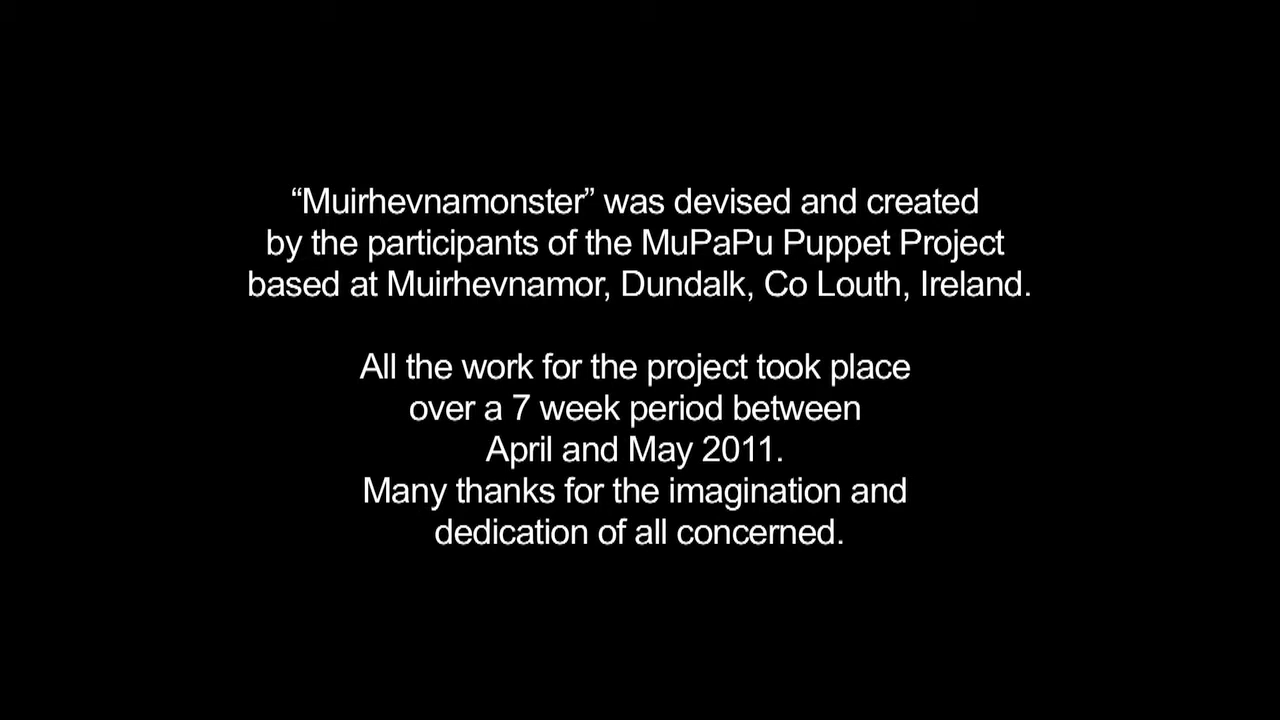 “Muirhevnamonster” was devised and created
by the participants of the MuPaPu Puppet Project
based at Muirhevnamor, Dundalk, Co Louth, Ireland.
All the work for the project took place
over a 7 week period between
April and May 2011.
Many thanks for the imagination and
dedication of all concerned.